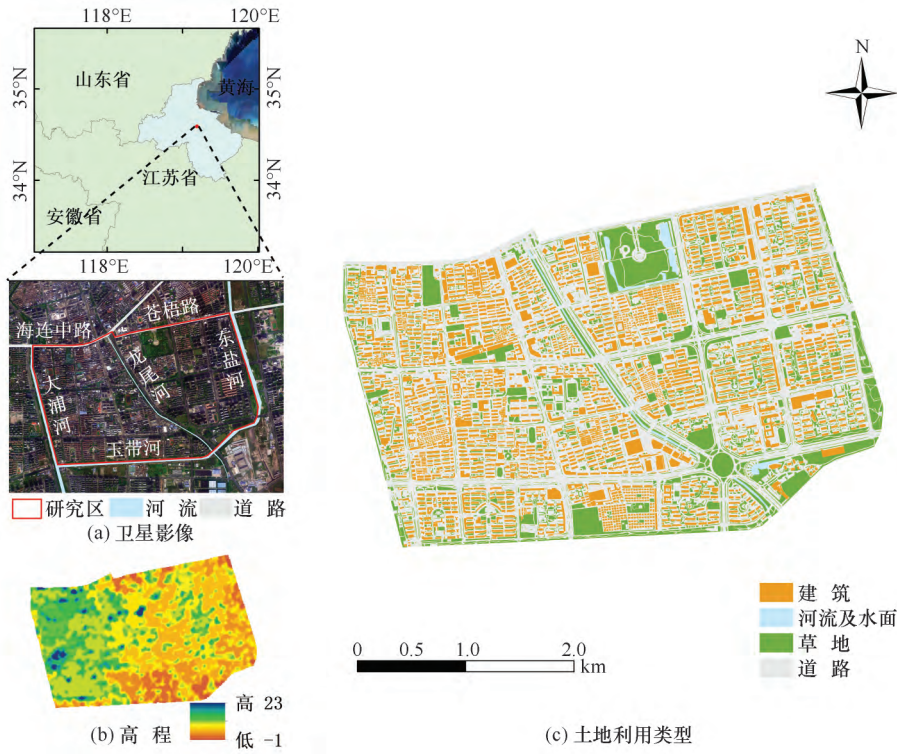 118°E
120°E
35°N
34°N
山东省
黄海
35°N
34°N
江苏省
安徽省
118°E
120°E
海连中路
苍梧路
大浦河
龙尾河
东盐河
玉带河
研究区
河 流
道 路
(a) 卫星影像
高 23
低 -1
(b) 高 程
N
0 0.5 1.0 2.0
km
建 筑
河流及水面
草 地
道 路
(c) 土地利用类型